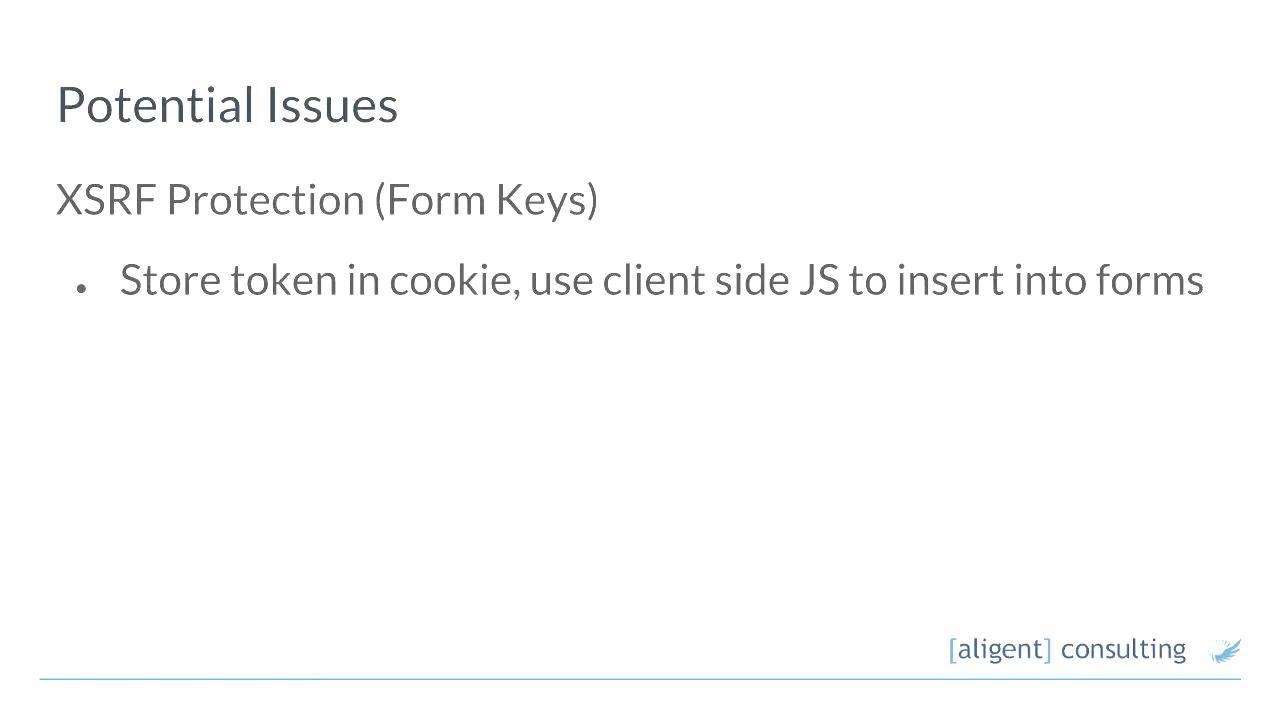 Potential Issues
XSRF Protection (Form Keys)
• Store token in cookie, use client side JS to insert into forms
[aligent] consulting